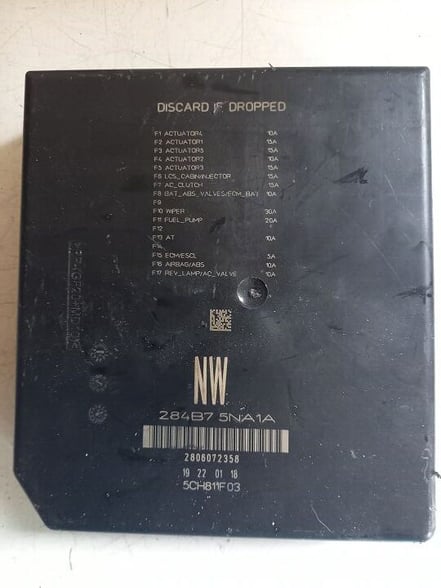 DISCARD IF DROPPED
F1 ACTUATOR4 10A
F2 ACTUATOR1 15A
F3 ACTUATOR5 15A
F4 ACTUATOR2 10A
F5 ACTUATOR3 15A
F6 LCS_CABIN/INJECTOR 15A
F7 AC_CLUTCH 15A
F8 BAT_ABS_VALVES/ECM_BAT 10A
F9
F10 WIPER 30A
F11 FUEL_PUMP 20A
F12
F13 AT 10A
F14
F15 ECM/ESCL 5A
F16 AIRBAG/ABS 10A
F17 REV_LAMP/AC_VALVE 10A
NW
284B7 5NA1A
2806072358
19 22 01 18
5CH811F03